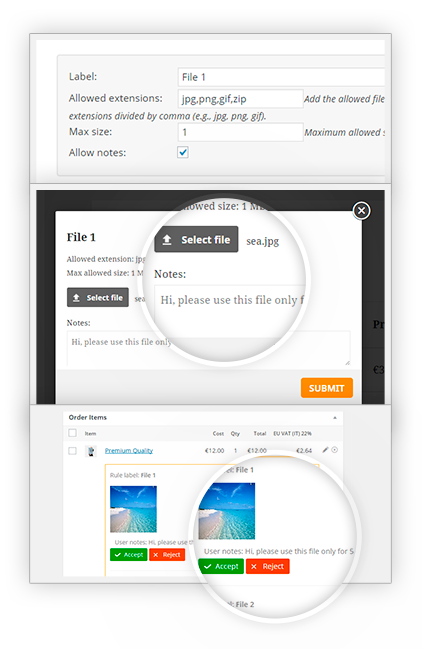 Label: File 1
Allowed extensions: jpg,png,gif,zip Add the allowed file
extensions divided by comma (e.g., jpg, png, gif).
Max size: 1 Maximum allowed s
Allow notes:
File 1
Allowed extension: jpg
Max allowed size: 1 M
Select file sea
Notes:
Hi, please use this file only
allowed size: 1 M
Select file sea.jpg
Notes:
Hi, please use this file only f
Pr
€3
SUBMIT
Order Items
Item Cost Qty Total EU VAT (IT) 22%
Premium Quality €12.00 1 €12.00 €2.64
Rule label: File 1
User notes: Hi, please use this
Accept Reject
el: File 1
User notes: Hi, please use this file only for 5
Accept Reject
el: File 2